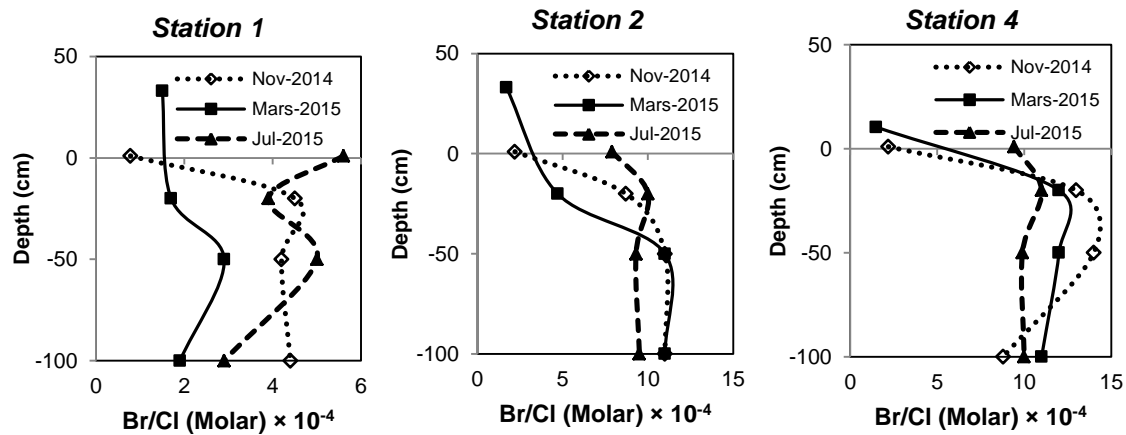 Station 1
50
0
-50
-100
Depth (cm)
Nov-2014
Mars-2015
Jul-2015
0 2 4 6
Br/Cl (Molar) × 10-4
Station 2
50
0
-50
-100
Depth (cm)
Nov-2014
Mars-2015
Jul-2015
0 5 10 15
Br/Cl (Molar) × 10-4
Station 4
50
0
-50
-100
Depth (cm)
Nov-2014
Mars-2015
Jul-2015
0 5 10 15
Br/Cl (Molar) × 10-4